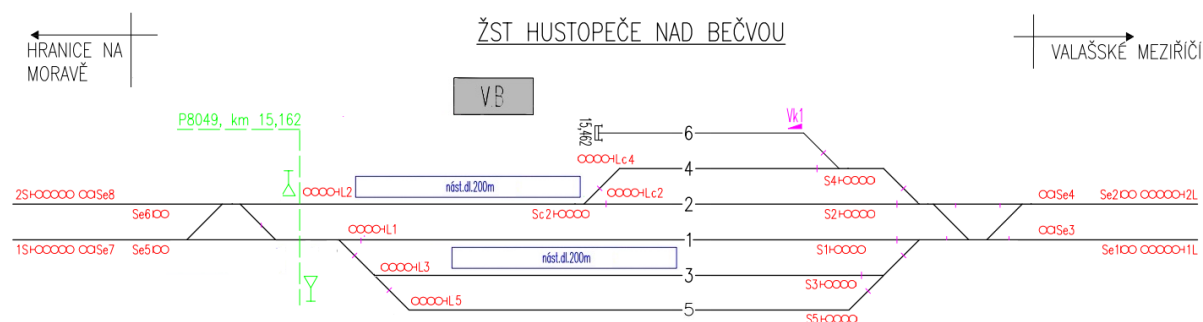 ŽST HUSTOPEČE NAD BEČVOU
HRANICE NA
MORAVĚ
VALAŠSKÉ MEZIŘÍČÍ
V.B
P8049, km 15,162
15,462
6
Vk1
Lc4
4
S4
2S
Se8
L2
nást.dl.200m
Lc2
Se4
Se2
2L
Se6
Sc2
2
S2
L1
Se3
1S
Se7
Se5
1
S1
Se1
1L
nást.dl.200m
L3
3
S3
L5
5
S5